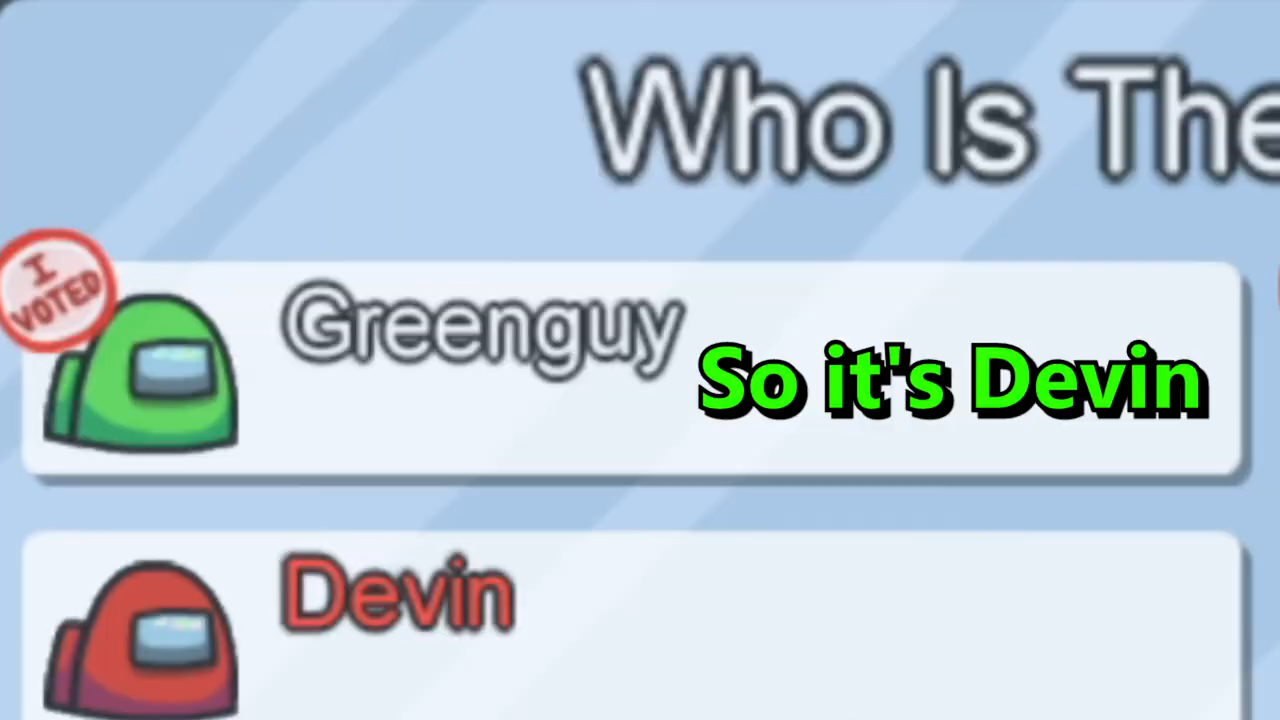 Who Is The
I
VOTED
Greenguy
So it's Devin
Devin